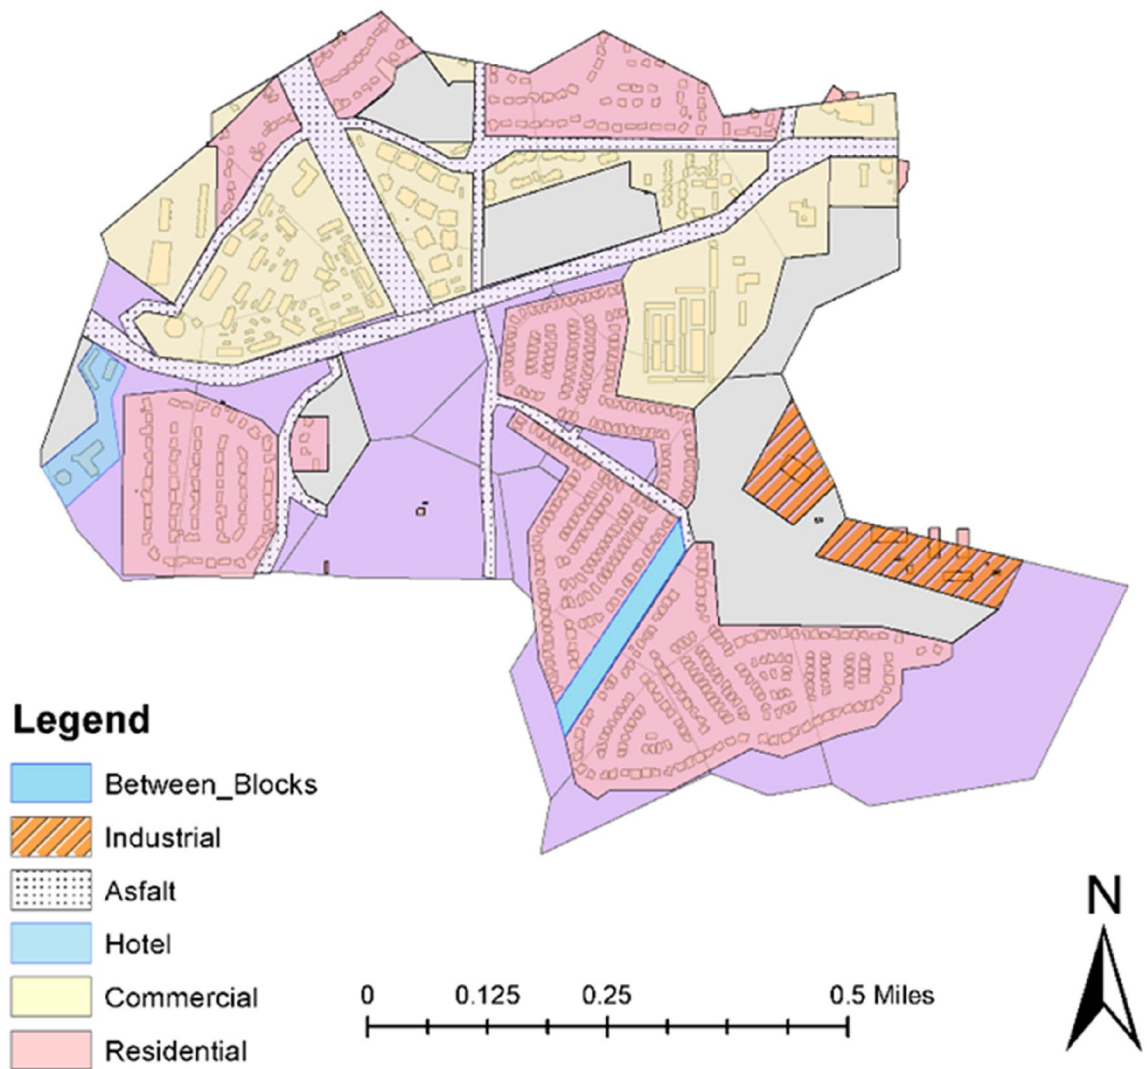 Legend
Between_Blocks
Industrial
Asfalt
Hotel
Commercial
Residential
0 0.125 0.25 0.5 Miles
N